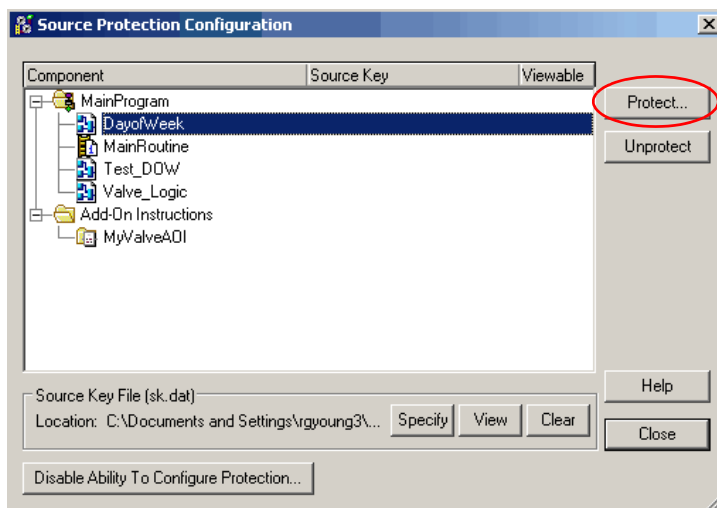 Source Protection Configuration
Component Source Key Viewable
MainProgram
DayofWeek
MainRoutine
Test_DOW
Valve_Logic
Add-On Instructions
MyValveAOI
Protect...
Unprotect
Source Key File (sk.dat)
Location: C:\Documents and Settings\rgyoung3\... Specify View Clear
Help
Close
Disable Ability To Configure Protection...